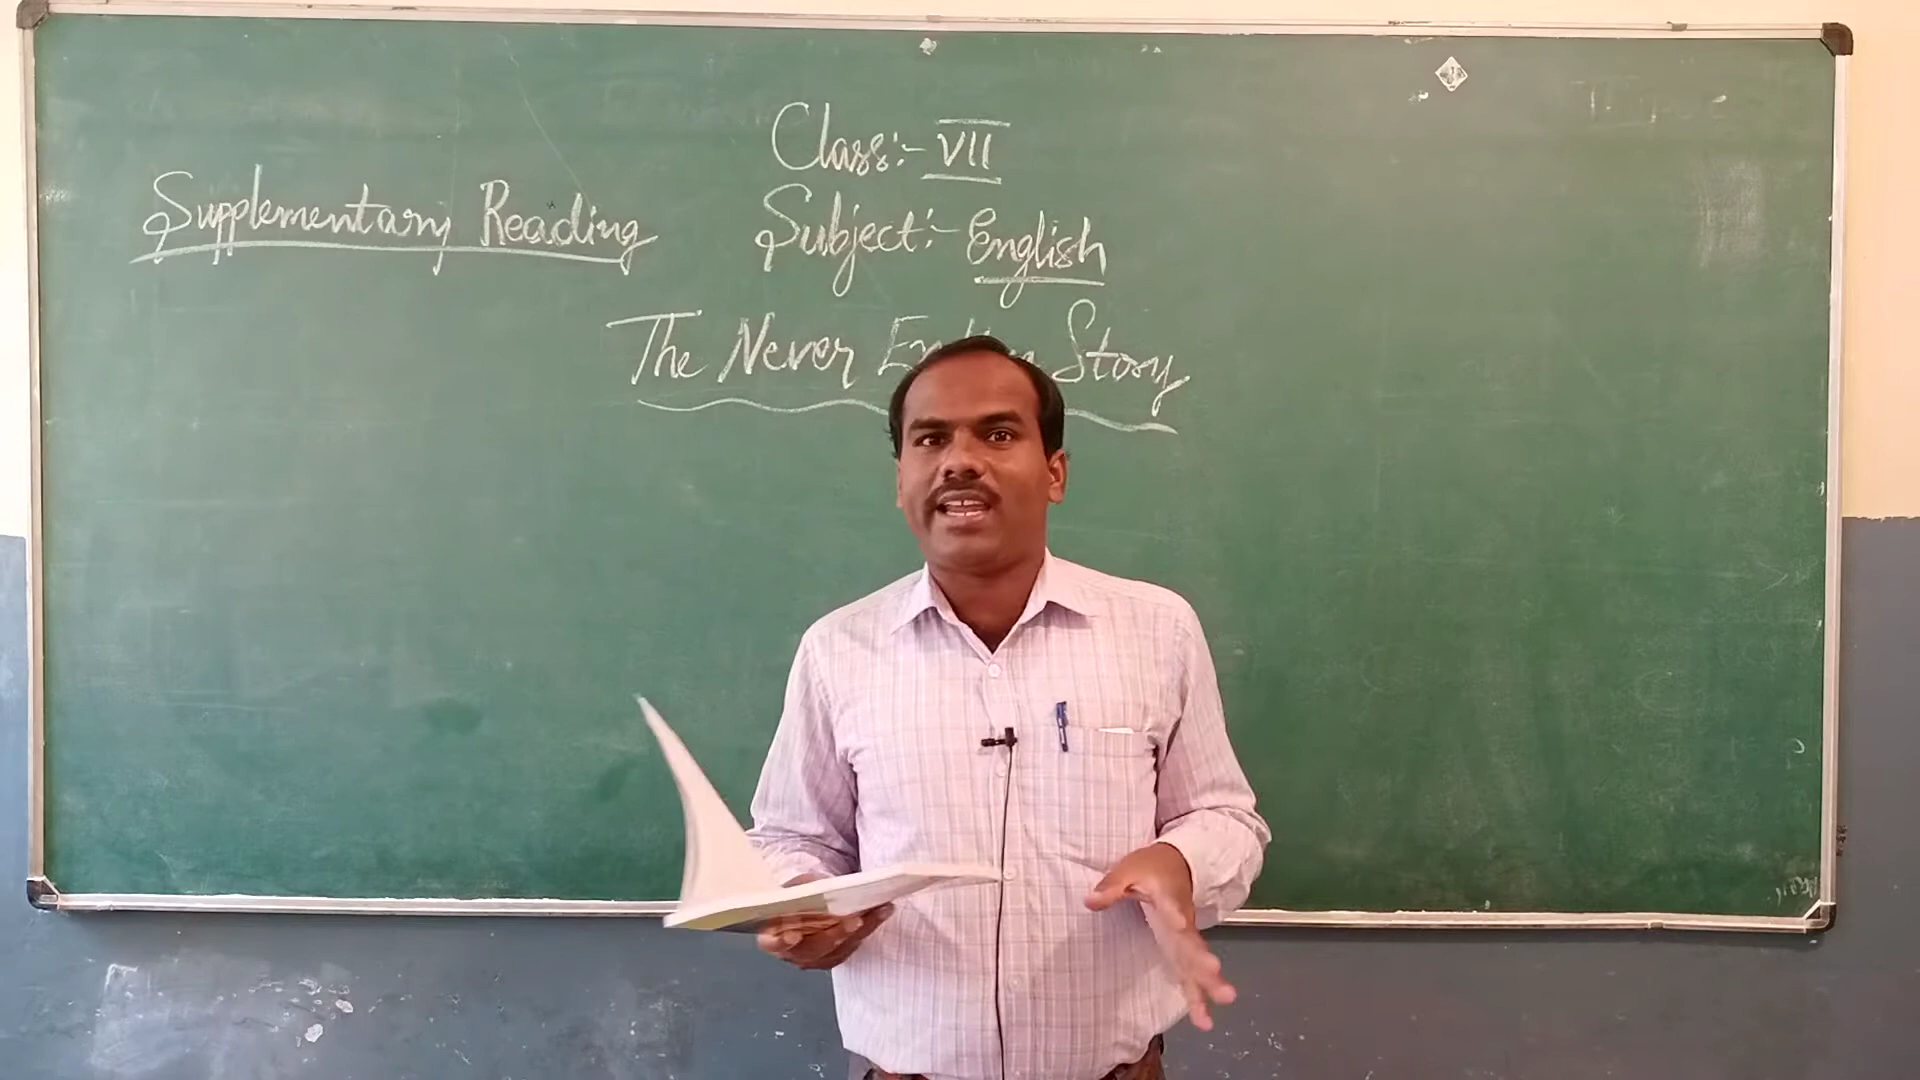 Class:- VII
Supplementary Reading
Subject:- English
The Never Story